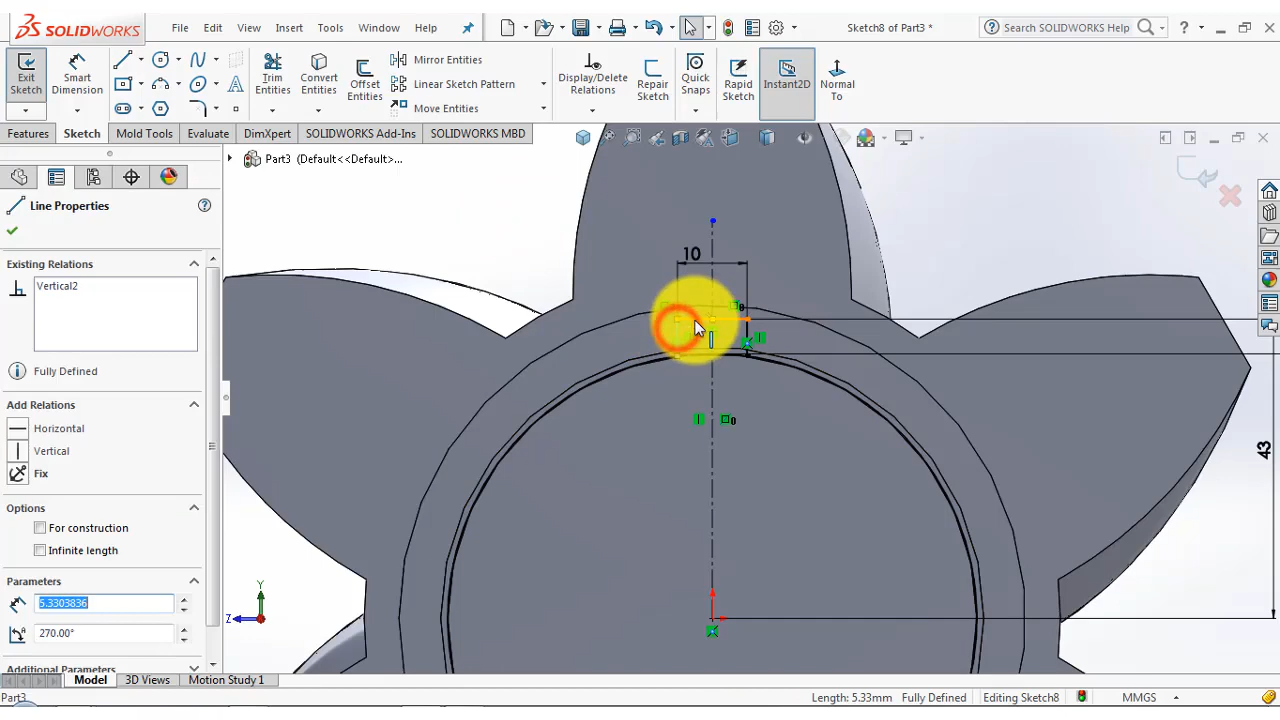 SOLIDWORKS File Edit View Insert Tools Window Help Sketch8 of Part3 * Search SOLIDWORKS Help
Exit Sketch Smart Dimension Trim Entities Convert Entities Offset Entities Mirror Entities Linear Sketch Pattern Move Entities Display/Delete Relations Repair Sketch Quick Snaps Rapid Sketch Instant2D Normal To
Features Sketch Mold Tools Evaluate DimXpert SOLIDWORKS Add-Ins SOLIDWORKS MBD
Part3 (Default<<Default>...
Line Properties
Existing Relations
Vertical2
Fully Defined
Add Relations
Horizontal
Vertical
Fix
Options
For construction
Infinite length
Parameters
5.3303836
270.00°
Additional Parameters
10
43
Y
Z
Model 3D Views Motion Study 1
Part3 Length: 5.33mm Fully Defined Editing Sketch8 MMGS